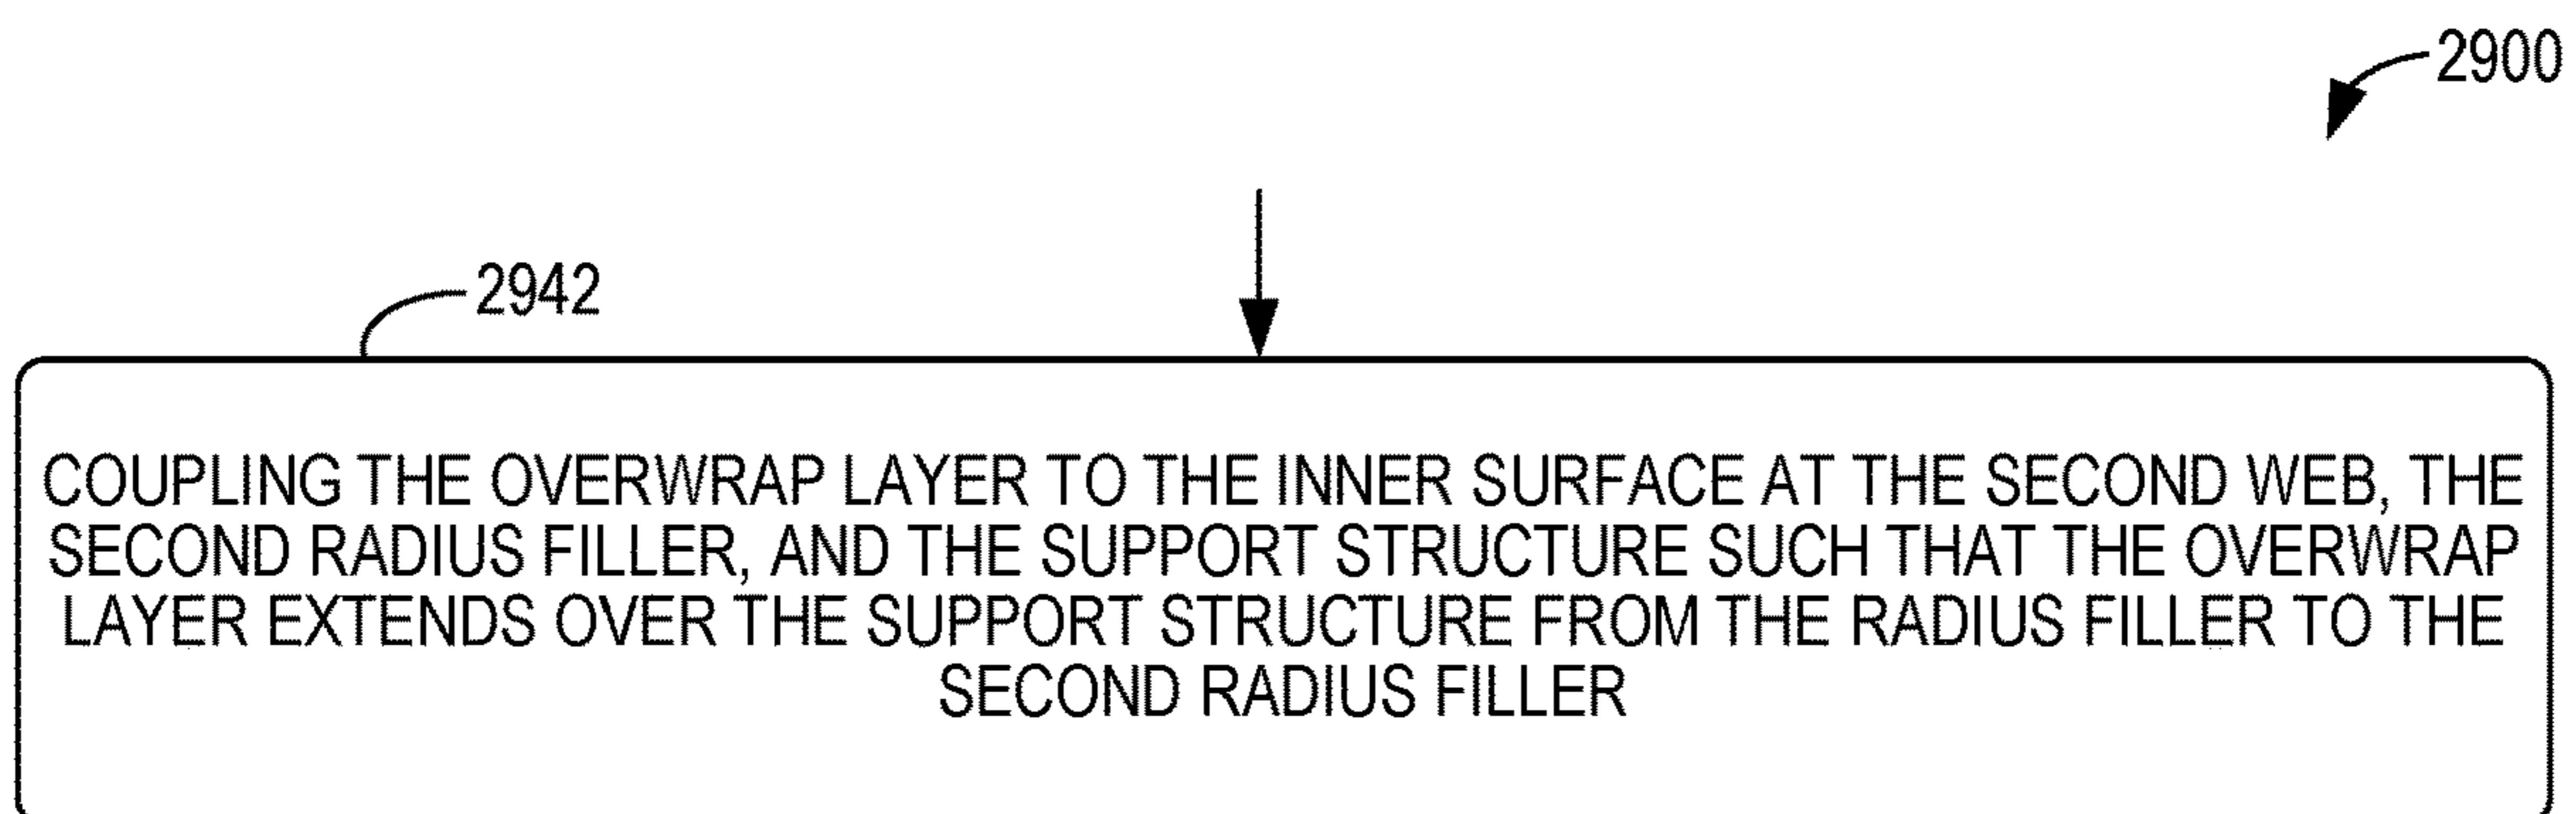 2900
2942
COUPLING THE OVERWRAP LAYER TO THE INNER SURFACE AT THE SECOND WEB, THE
SECOND RADIUS FILLER, AND THE SUPPORT STRUCTURE SUCH THAT THE OVERWRAP
LAYER EXTENDS OVER THE SUPPORT STRUCTURE FROM THE RADIUS FILLER TO THE
SECOND RADIUS FILLER